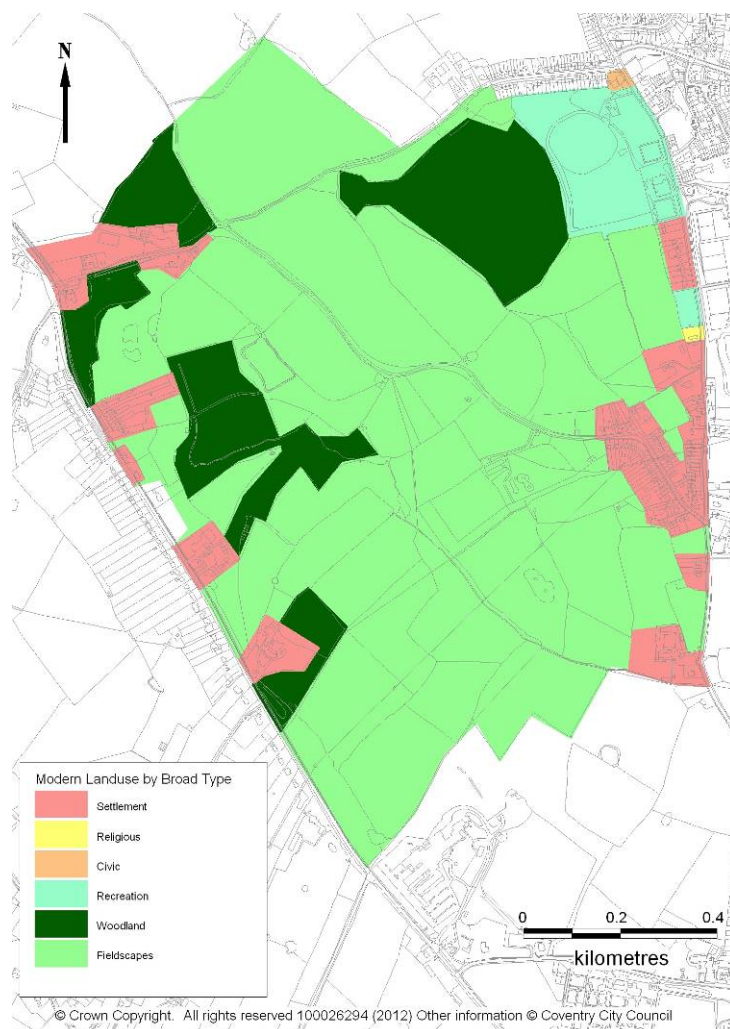 N
Modern Landuse by Broad Type
Settlement
Religious
Civic
Recreation
Woodland
Fieldscapes
0 0.2 0.4
kilometres
© Crown Copyright. All rights reserved 100026294 (2012) Other information © Coventry City Council